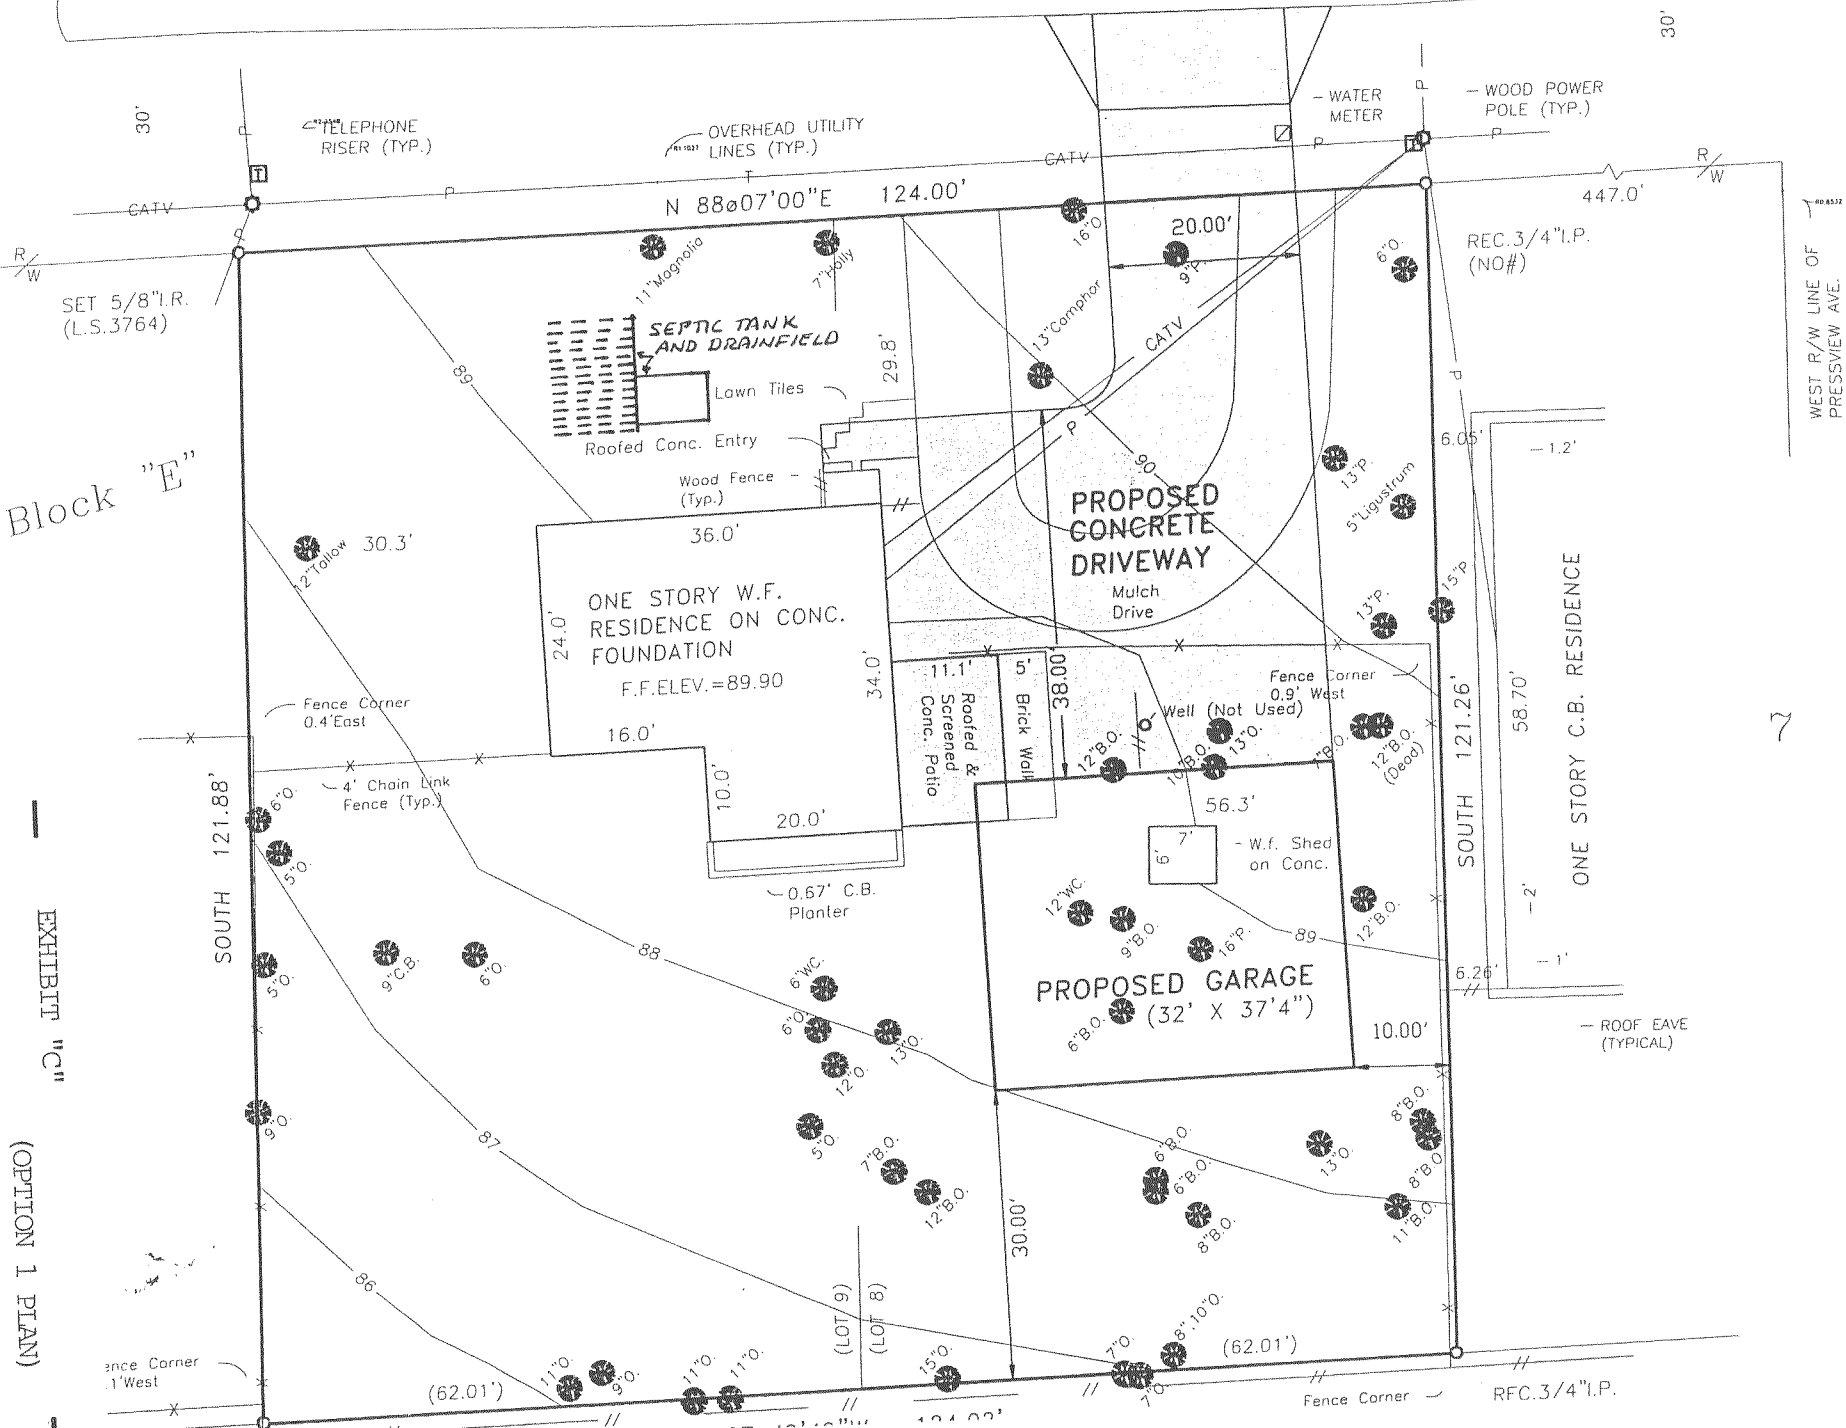 30'
30'
TELEPHONE
RISER (TYP.)
OVERHEAD UTILITY
LINES (TYP.)
WATER
METER
WOOD POWER
POLE (TYP.)
P
P
P
P
P
T
CATV
CATV
R/W
R/W
N 88ø07'00"E 124.00'
447.0'
REC.3/4"I.P.
(NO#)
WEST R/W LINE OF
PRESSVIEW AVE.
SET 5/8"I.R.
(L.S.3764)
11"Magnolia
7"Holly
16"O.
20.00'
9"P.
6"O.
13"Camphor
CATV
P
SEPTIC TANK
AND DRAINFIELD
Lawn Tiles
29.8'
Roofed Conc. Entry
Wood Fence
(Typ.)
89
90
6.05'
1.2'
13"P.
5"Ligustrum
15"P.
13"P.
Block "E"
12"Tallow
30.3'
36.0'
24.0'
34.0'
ONE STORY W.F.
RESIDENCE ON CONC.
FOUNDATION
F.F.ELEV.=89.90
16.0'
10.0'
20.0'
PROPOSED
CONCRETE
DRIVEWAY
Mulch
Drive
38.00'
11.1'
5'
Roofed &
Screened
Conc. Patio
Brick Walk
Fence Corner
0.9' West
Well (Not Used)
12"B.O.
10"B.O.
13"O.
7"B.O.
12"B.O.
(Dead)
ONE STORY C.B. RESIDENCE
58.70'
7
Fence Corner
0.4'East
4' Chain Link
Fence (Typ.)
SOUTH 121.88'
SOUTH 121.26'
56.3'
7'
6'
W.f. Shed
on Conc.
0.67' C.B.
Planter
6"O.
5"O.
5"O.
9"C.B.
6"O.
88
12"WC.
9"B.O.
16"P.
12"B.O.
89
2'
1'
6.26'
PROPOSED GARAGE
(32' X 37'4")
6"B.O.
10.00'
ROOF EAVE
(TYPICAL)
6"WC.
6"O.
13"O.
12"O.
5"O.
7"B.O.
12"B.O.
9"O.
87
86
6"B.O.
6"B.O.
8"B.O.
13"O.
8"B.O.
8"B.O.
11"B.O.
30.00'
(LOT 9)
(LOT 8)
EXHIBIT "C"
(OPTION 1 PLAN)
Fence Corner
.1'West
(62.01')
11"O.
9"O.
11"O.
11"O.
15"O.
7"O.
7"O.
8",10"O.
(62.01')
Fence Corner
REC.3/4"I.P.
124.02'